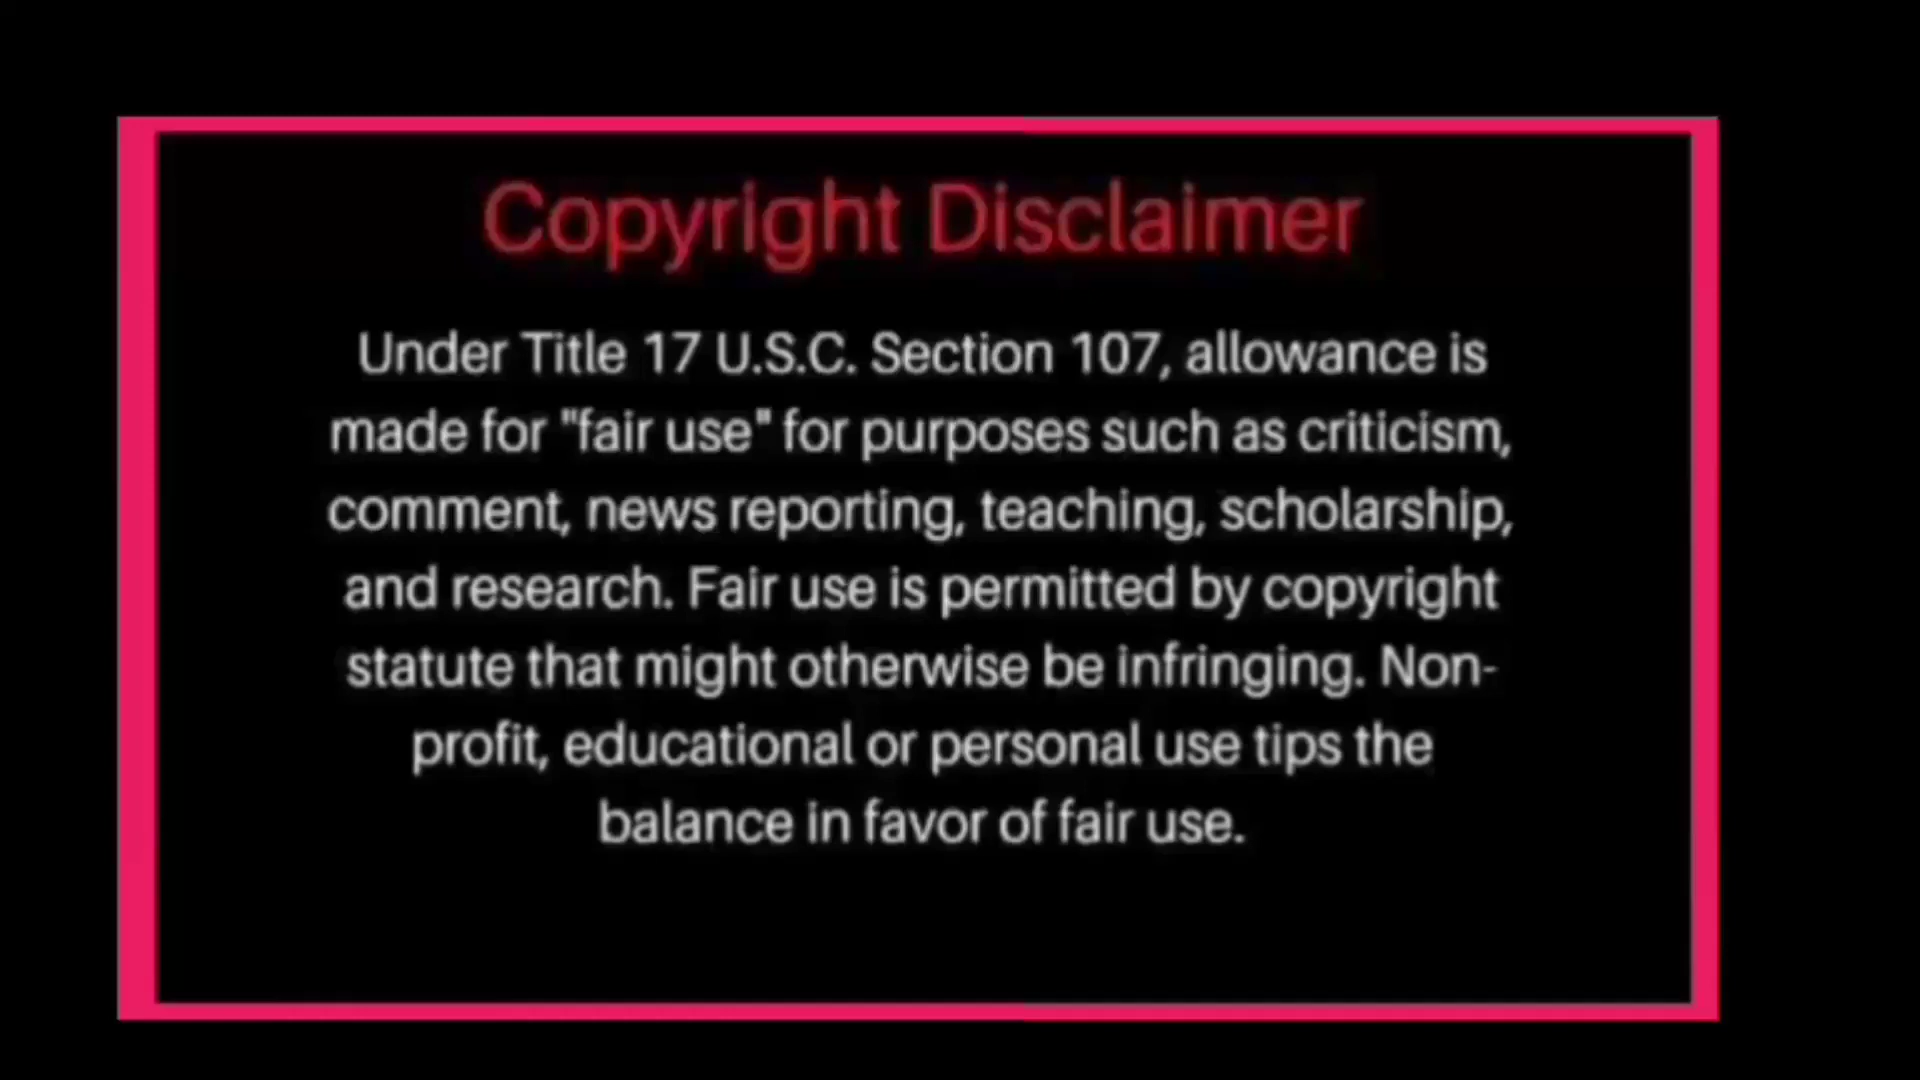 Copyright Disclaimer
Under Title 17 U.S.C. Section 107, allowance is
made for "fair use" for purposes such as criticism,
comment, news reporting, teaching, scholarship,
and research. Fair use is permitted by copyright
statute that might otherwise be infringing. Non-
profit, educational or personal use tips the
balance in favor of fair use.